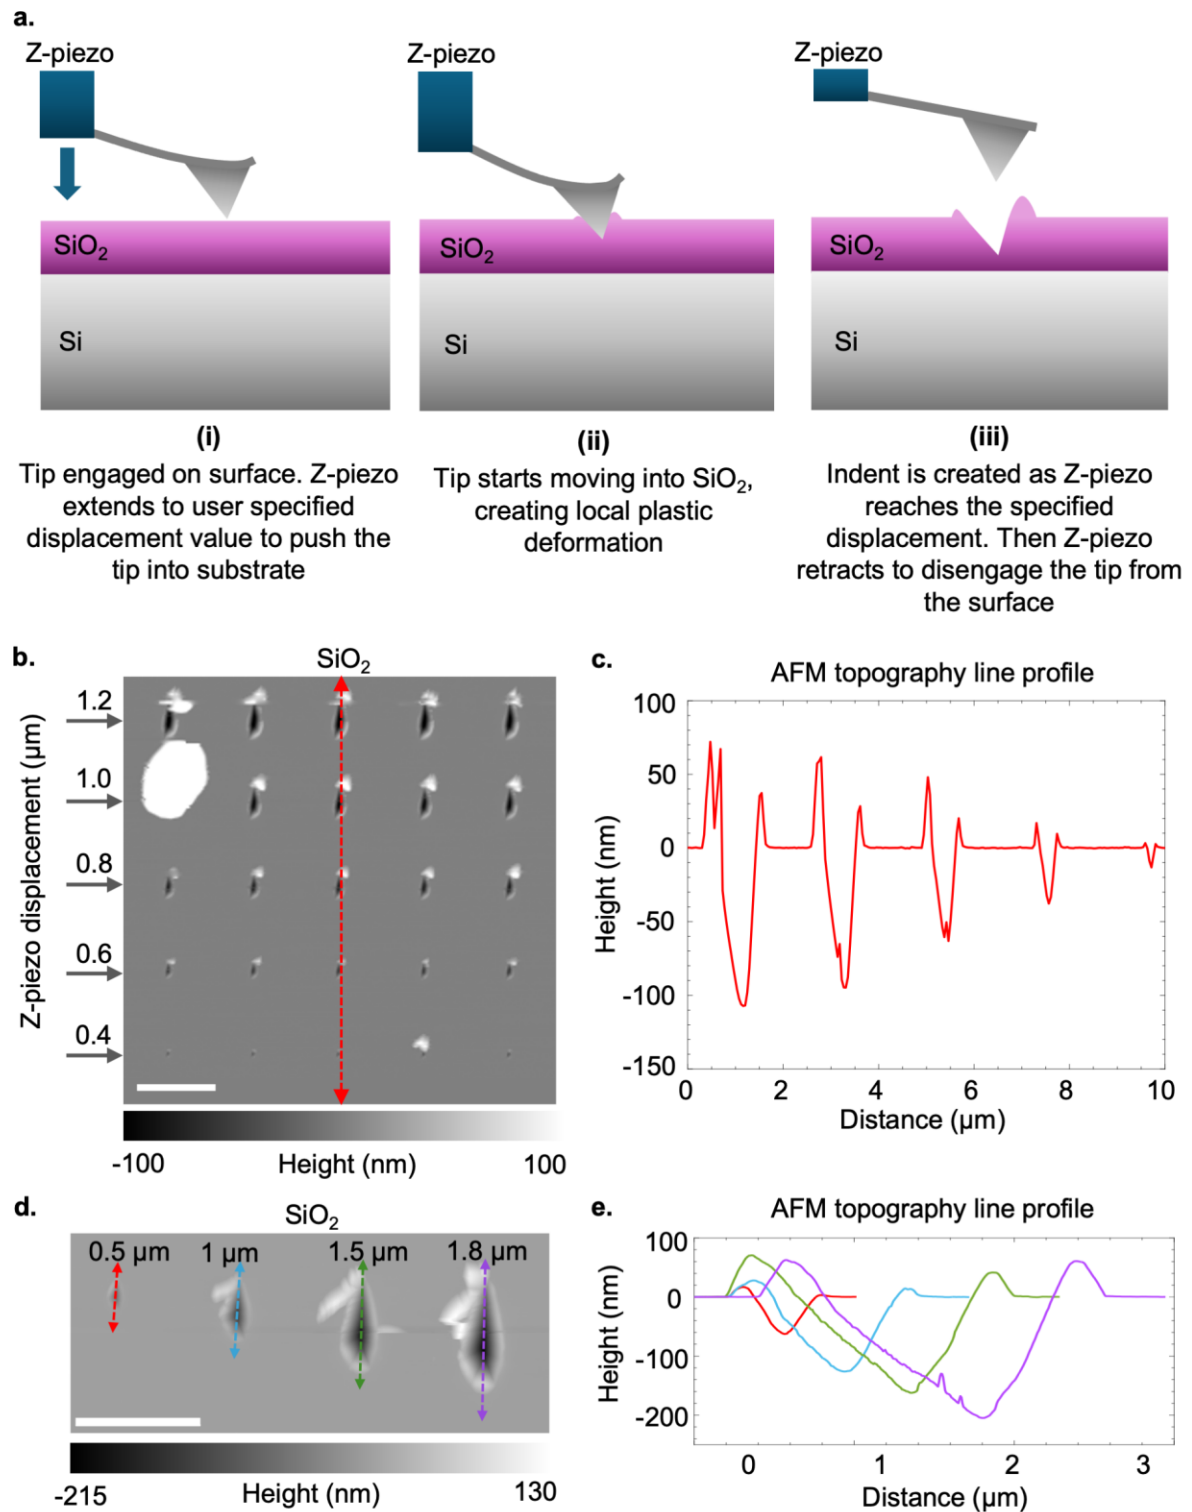 a.
Z-piezo
Z-piezo
Z-piezo
SiO₂
SiO₂
SiO₂
Si
Si
Si
(i)
Tip engaged on surface. Z-piezo
extends to user specified
displacement value to push the
tip into substrate
(ii)
Tip starts moving into SiO₂,
creating local plastic
deformation
(iii)
Indent is created as Z-piezo
reaches the specified
displacement. Then Z-piezo
retracts to disengage the tip from
the surface
b.
SiO₂
Z-piezo displacement (µm)
1.2
1.0
0.8
0.6
0.4
-100
Height (nm)
100
c.
AFM topography line profile
Height (nm)
100
50
0
-50
-100
-150
0
2
4
6
8
10
Distance (µm)
d.
SiO₂
0.5 µm
1 µm
1.5 µm
1.8 µm
-215
Height (nm)
130
e.
AFM topography line profile
Height (nm)
100
0
-100
-200
0
1
2
3
Distance (µm)